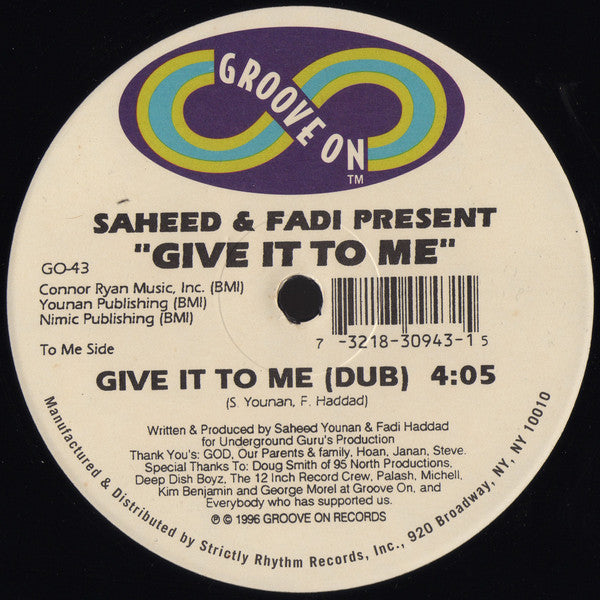 GROOVE ON
TM
SAHEED & FADI PRESENT
"GIVE IT TO ME"
GO-43
Connor Ryan Music, Inc. (BMI)
Younan Publishing (BMI)
Nimic Publishing (BMI)
7 -3218-30943-1 5
To Me Side
GIVE IT TO ME (DUB) 4:05
(S. Younan, F. Haddad)
Written & Produced by Saheed Younan & Fadi Haddad
for Underground Guru's Production
Thank You's: GOD, Our Parents & family, Hoan, Janan, Steve.
Special Thanks To: Doug Smith of 95 North Productions,
Deep Dish Boyz, The 12 Inch Record Crew, Palash, Michell,
Kim Benjamin and George Morel at Groove On, and
Everybody who has supported us.
℗ © 1996 GROOVE ON RECORDS
Manufactured & Distributed by Strictly Rhythm Records, Inc., 920 Broadway, NY, NY 10010